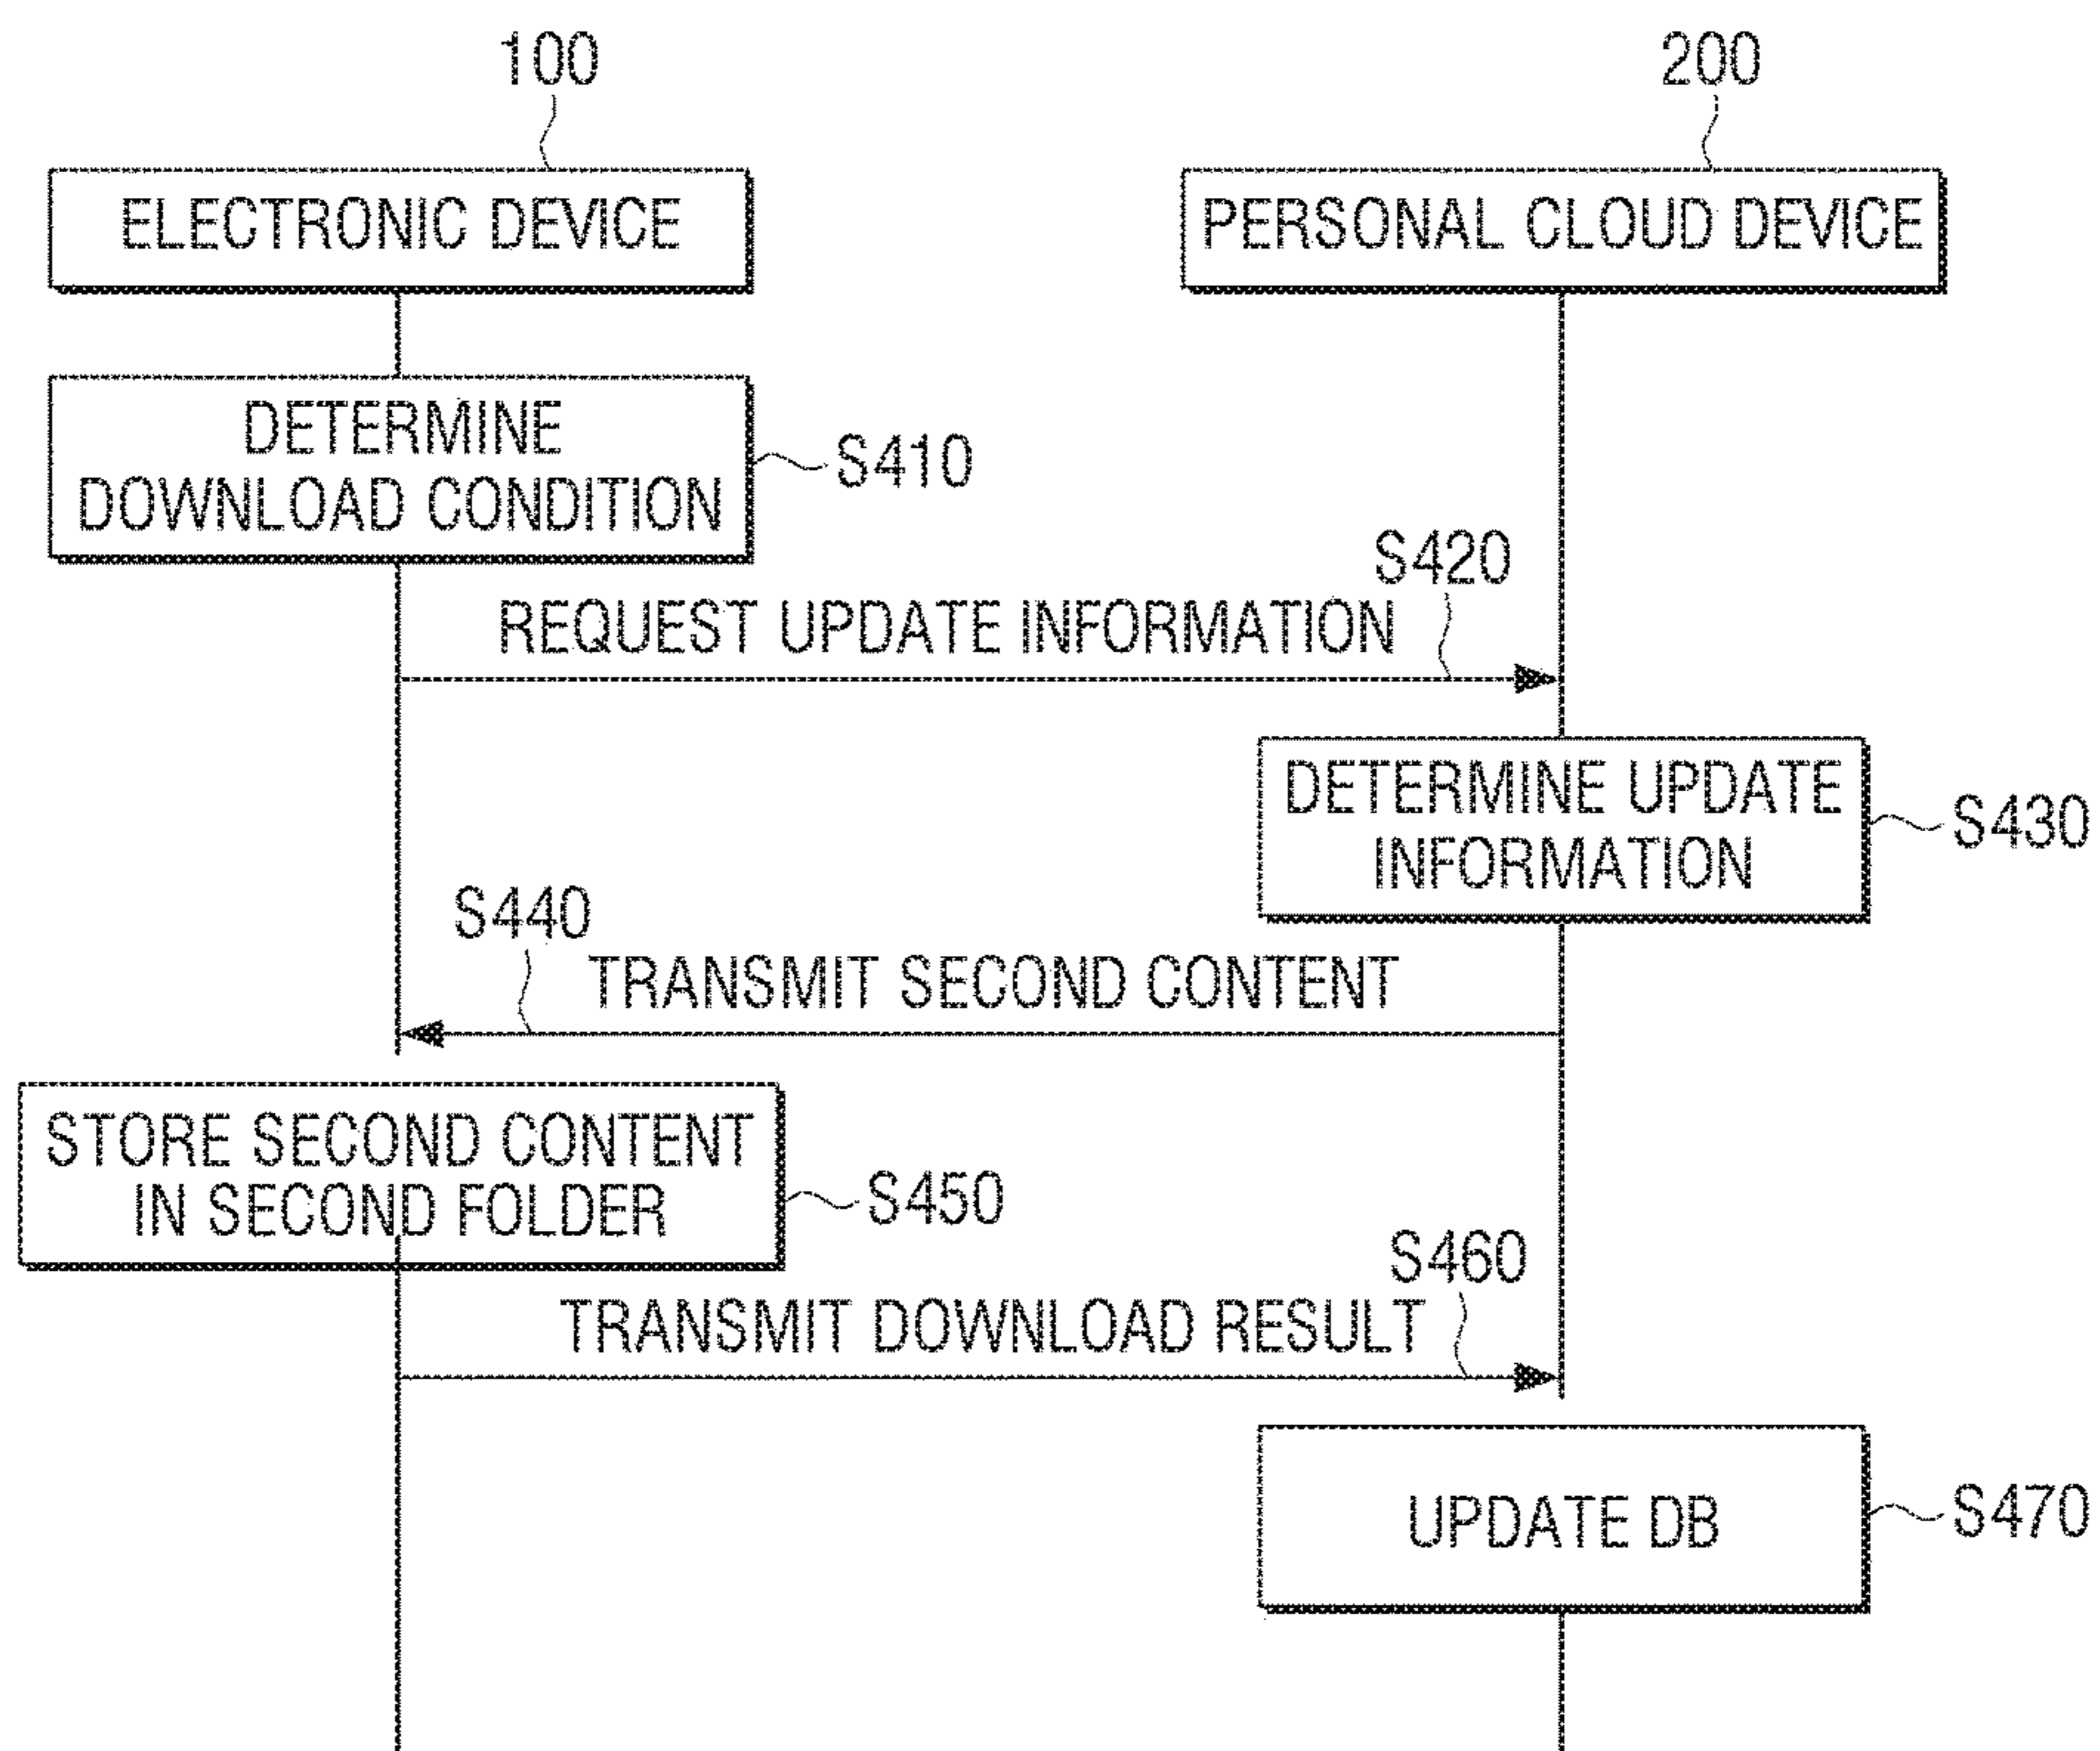 100
200
ELECTRONIC DEVICE
PERSONAL CLOUD DEVICE
DETERMINE
DOWNLOAD CONDITION
S410
S420
REQUEST UPDATE INFORMATION
DETERMINE UPDATE
INFORMATION
S430
S440
TRANSMIT SECOND CONTENT
STORE SECOND CONTENT
IN SECOND FOLDER
S450
S460
TRANSMIT DOWNLOAD RESULT
UPDATE DB
S470